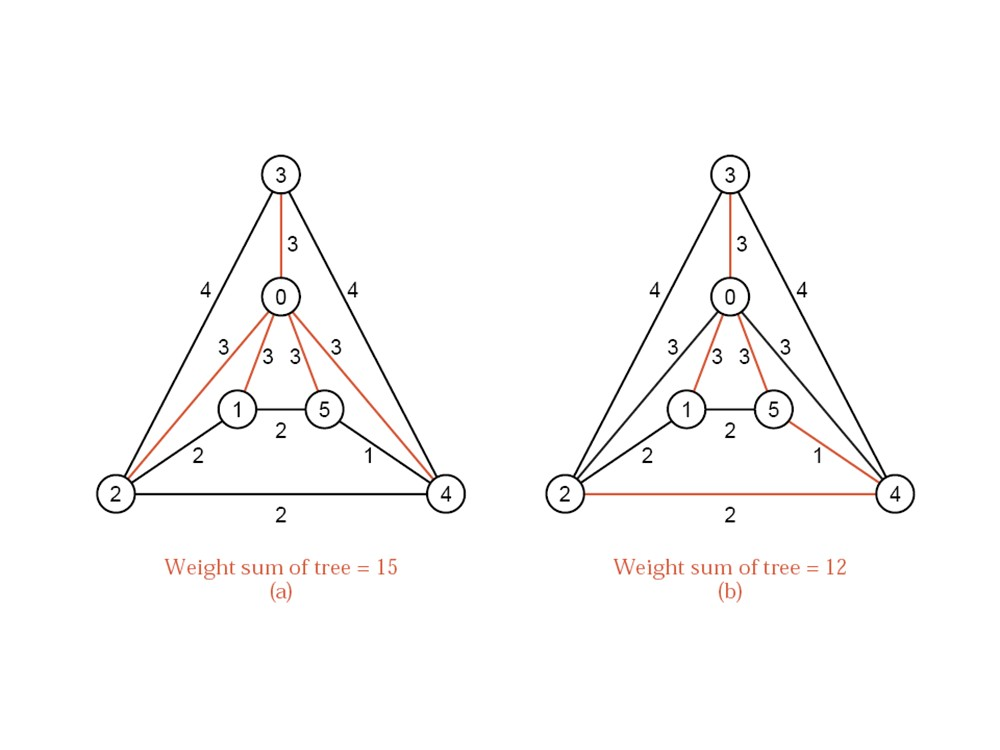 3 3
3 3
0 0
4 4 4 4
3 3 3 3 3 3 3 3
1 5 1 5
2 2
2 1 2 1
2 4 2 4
2 2
Weight sum of tree = 15 Weight sum of tree = 12
(a) (b)